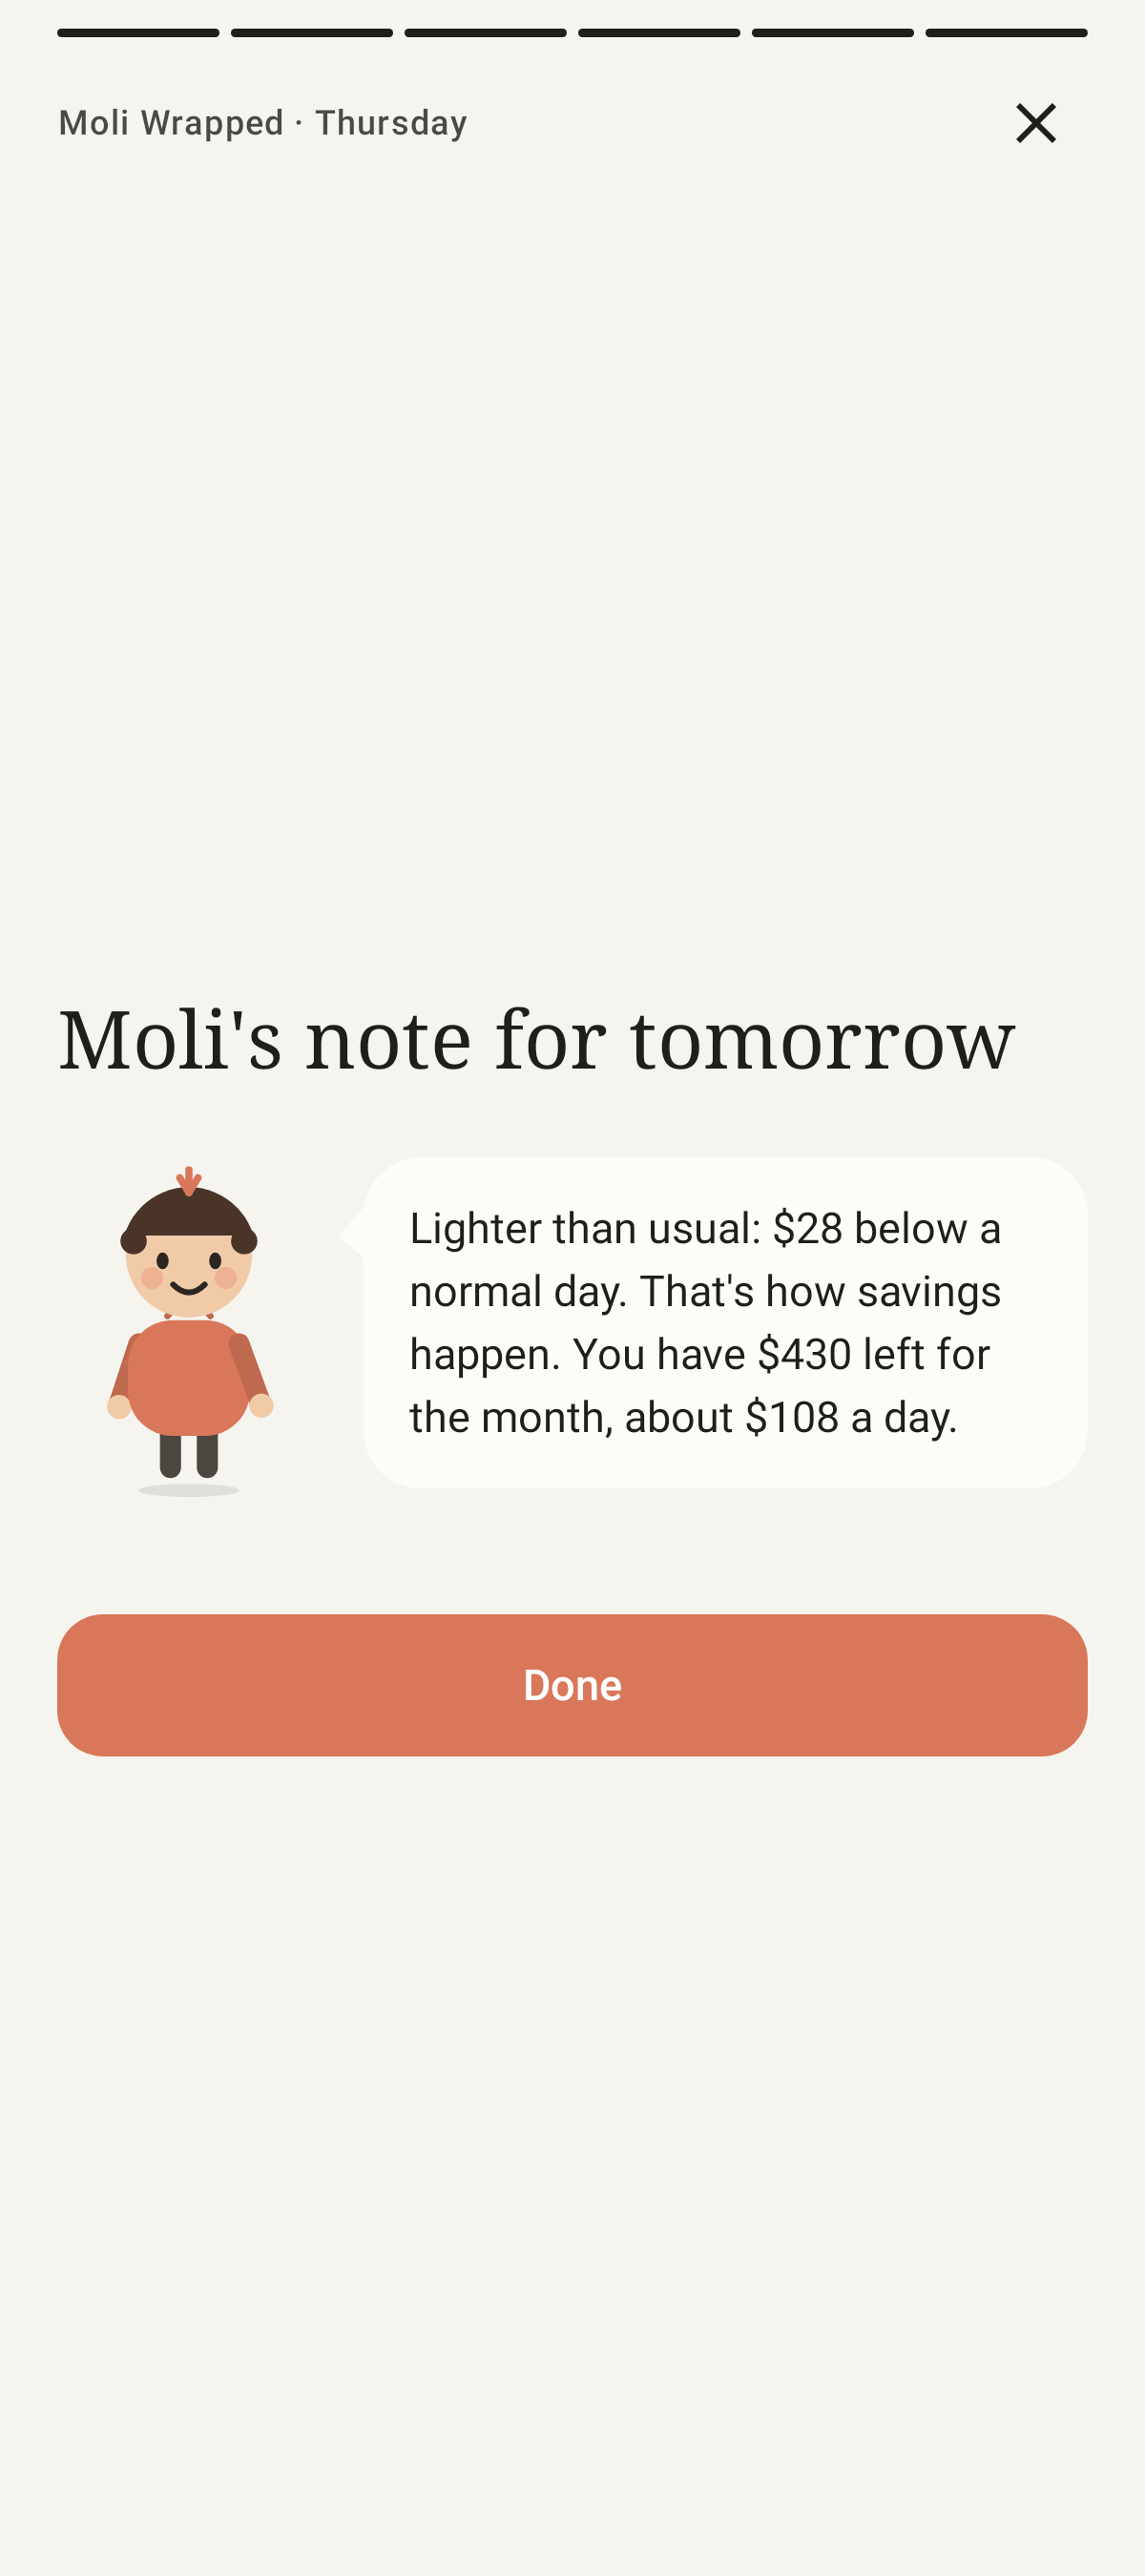 Moli Wrapped · Thursday
Moli's note for tomorrow
Lighter than usual: $28 below a
normal day. That's how savings
happen. You have $430 left for
the month, about $108 a day.
Done